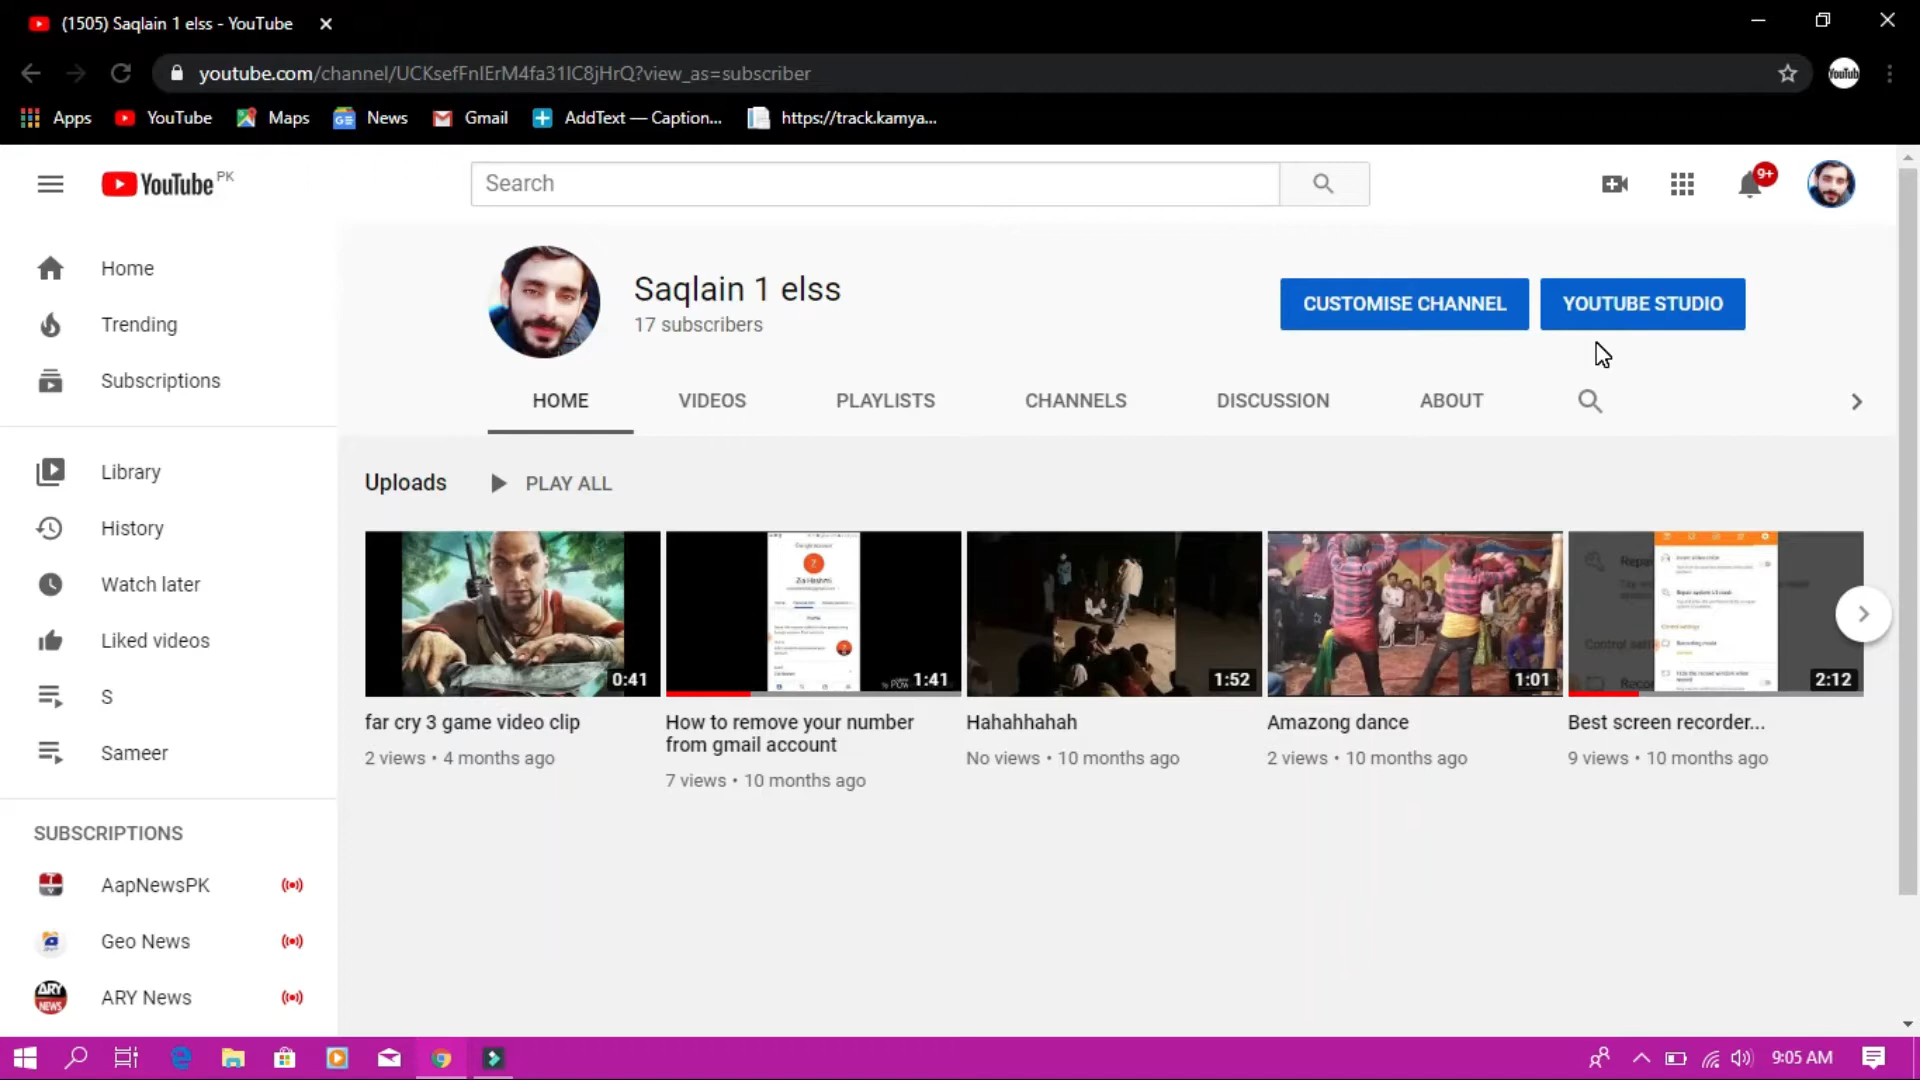 (1505) Saqlain 1 elss - YouTube
youtube.com/channel/UCKsefFnIErM4fa31IC8jHrQ?view_as=subscriber
Apps YouTube Maps News Gmail AddText — Caption... https://track.kamya...
YouTube PK
Search
9+
Home
Trending
Subscriptions
Library
History
Watch later
Liked videos
S
Sameer
SUBSCRIPTIONS
AapNewsPK
Geo News
ARY News
Saqlain 1 elss
17 subscribers
CUSTOMISE CHANNEL YOUTUBE STUDIO
HOME VIDEOS PLAYLISTS CHANNELS DISCUSSION ABOUT
Uploads PLAY ALL
0:41
far cry 3 game video clip
2 views • 4 months ago
Zia Hashmi
1:41
How to remove your number
from gmail account
7 views • 10 months ago
1:52
Hahahhahah
No views • 10 months ago
1:01
Amazong dance
2 views • 10 months ago
2:12
Best screen recorder...
9 views • 10 months ago
9:05 AM